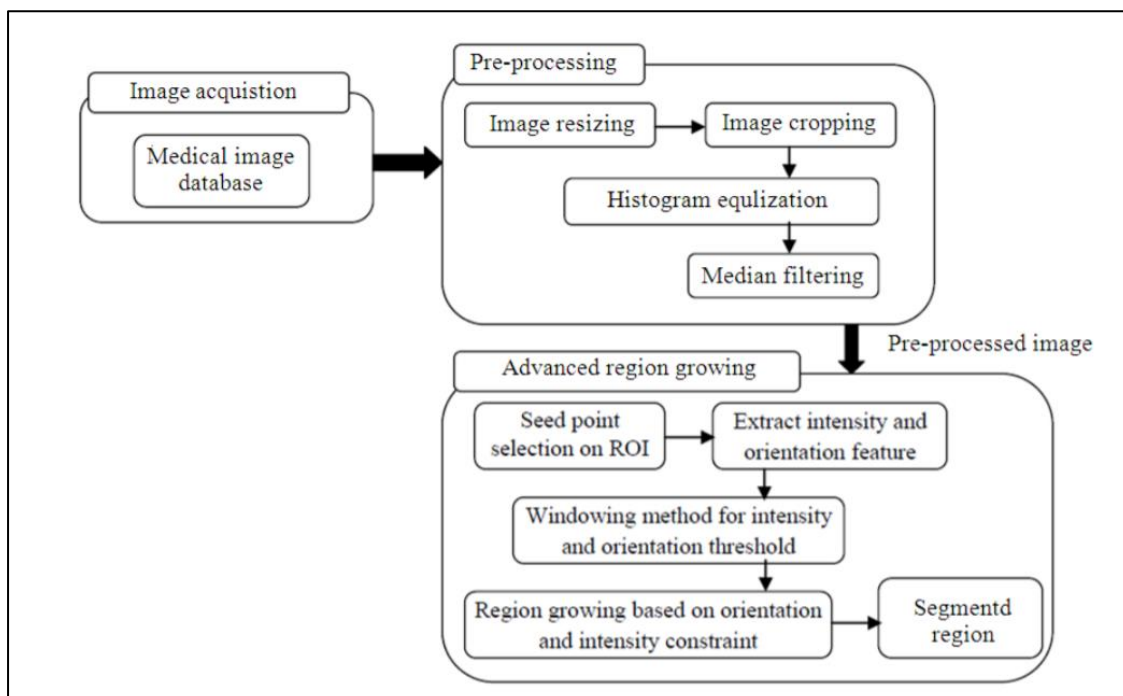 Image acquistion
Medical image
database
Pre-processing
Image resizing
Image cropping
Histogram equlization
Median filtering
Pre-processed image
Advanced region growing
Seed point
selection on ROI
Extract intensity and
orientation feature
Windowing method for intensity
and orientation threshold
Region growing based on orientation
and intensity constraint
Segmentd
region